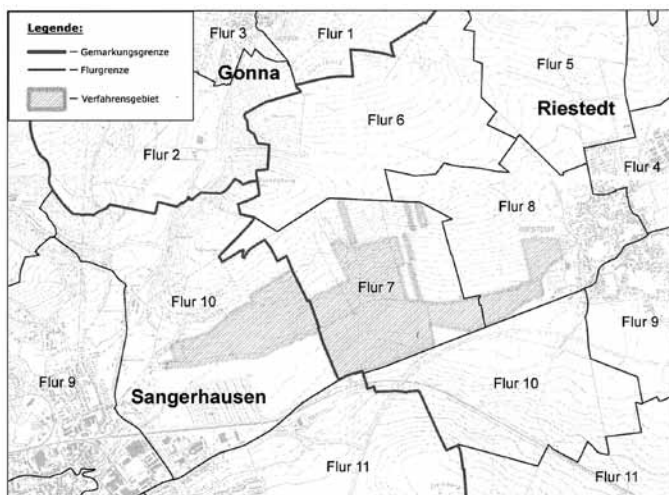 Legende:
— Gemarkungsgrenze
— Flurgrenze
— Verfahrensgebiet
Flur 3
Flur 1
Gonna
Flur 5
Riestedt
Flur 6
Flur 2
Flur 4
Flur 8
Flur 10
Flur 7
Flur 9
Flur 9
Flur 10
Sangerhausen
Flur 11
Flur 11